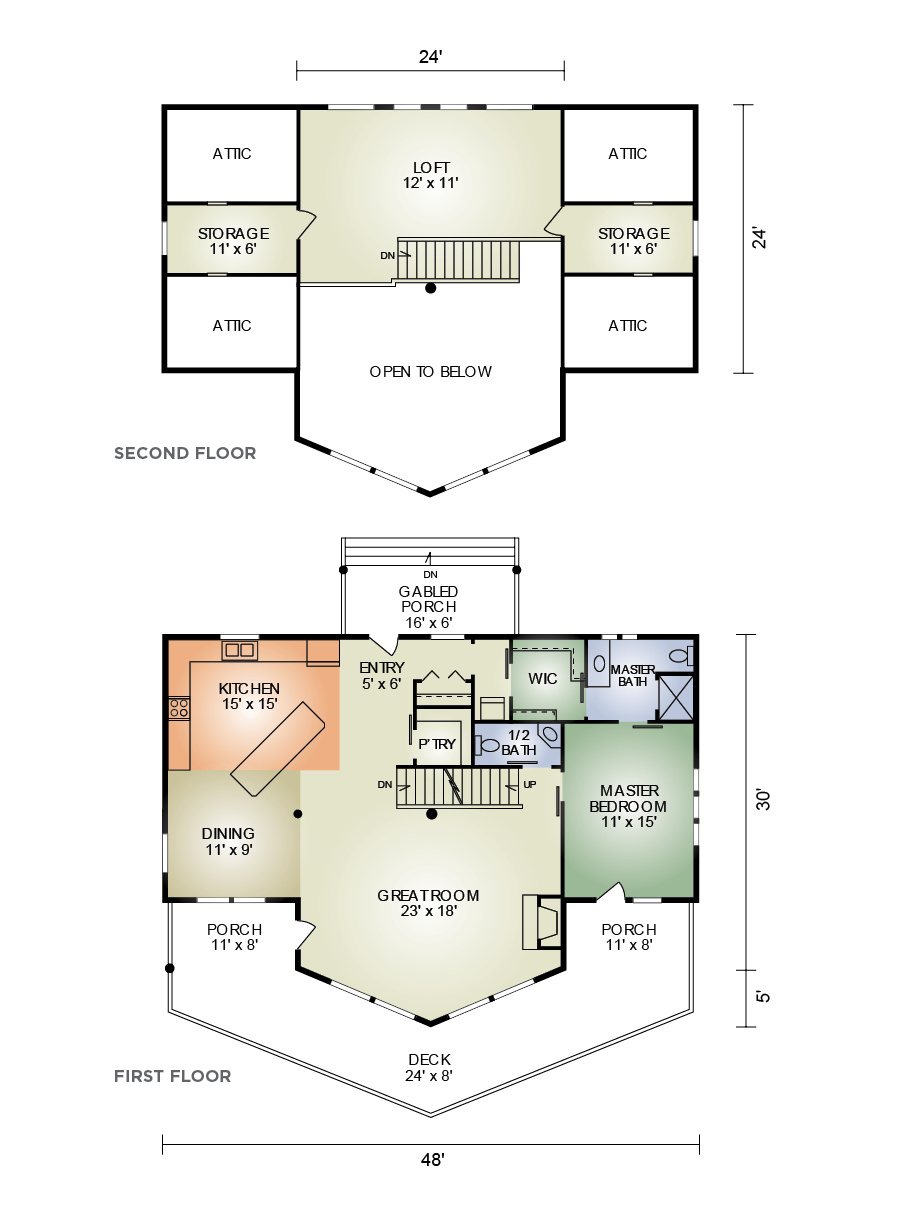 24'
ATTIC
LOFT
12' x 11'
ATTIC
STORAGE
11' x 6'
STORAGE
11' x 6'
24'
DN
ATTIC
ATTIC
OPEN TO BELOW
SECOND FLOOR
DN
GABLED
PORCH
16' x 6'
ENTRY
5' x 6'
KITCHEN
15' x 15'
WIC
MASTER
BATH
P'TRY
1/2
BATH
DN
UP
MASTER
BEDROOM
11' x 15'
30'
DINING
11' x 9'
GREAT ROOM
23' x 18'
PORCH
11' x 8'
PORCH
11' x 8'
5'
DECK
24' x 8'
FIRST FLOOR
48'